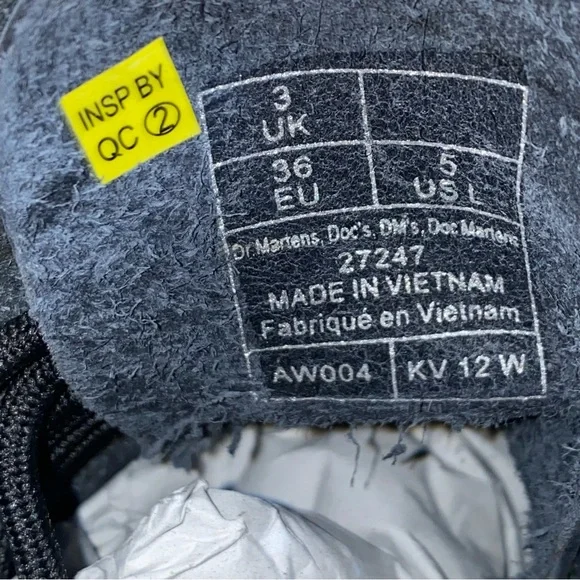 INSP BY
QC ②
3
UK
36
EU
5
US L
Dr Martens, Doc's, DM's, Doc Martens
27247
MADE IN VIETNAM
Fabriqué en Vietnam
AW004
KV 12 W